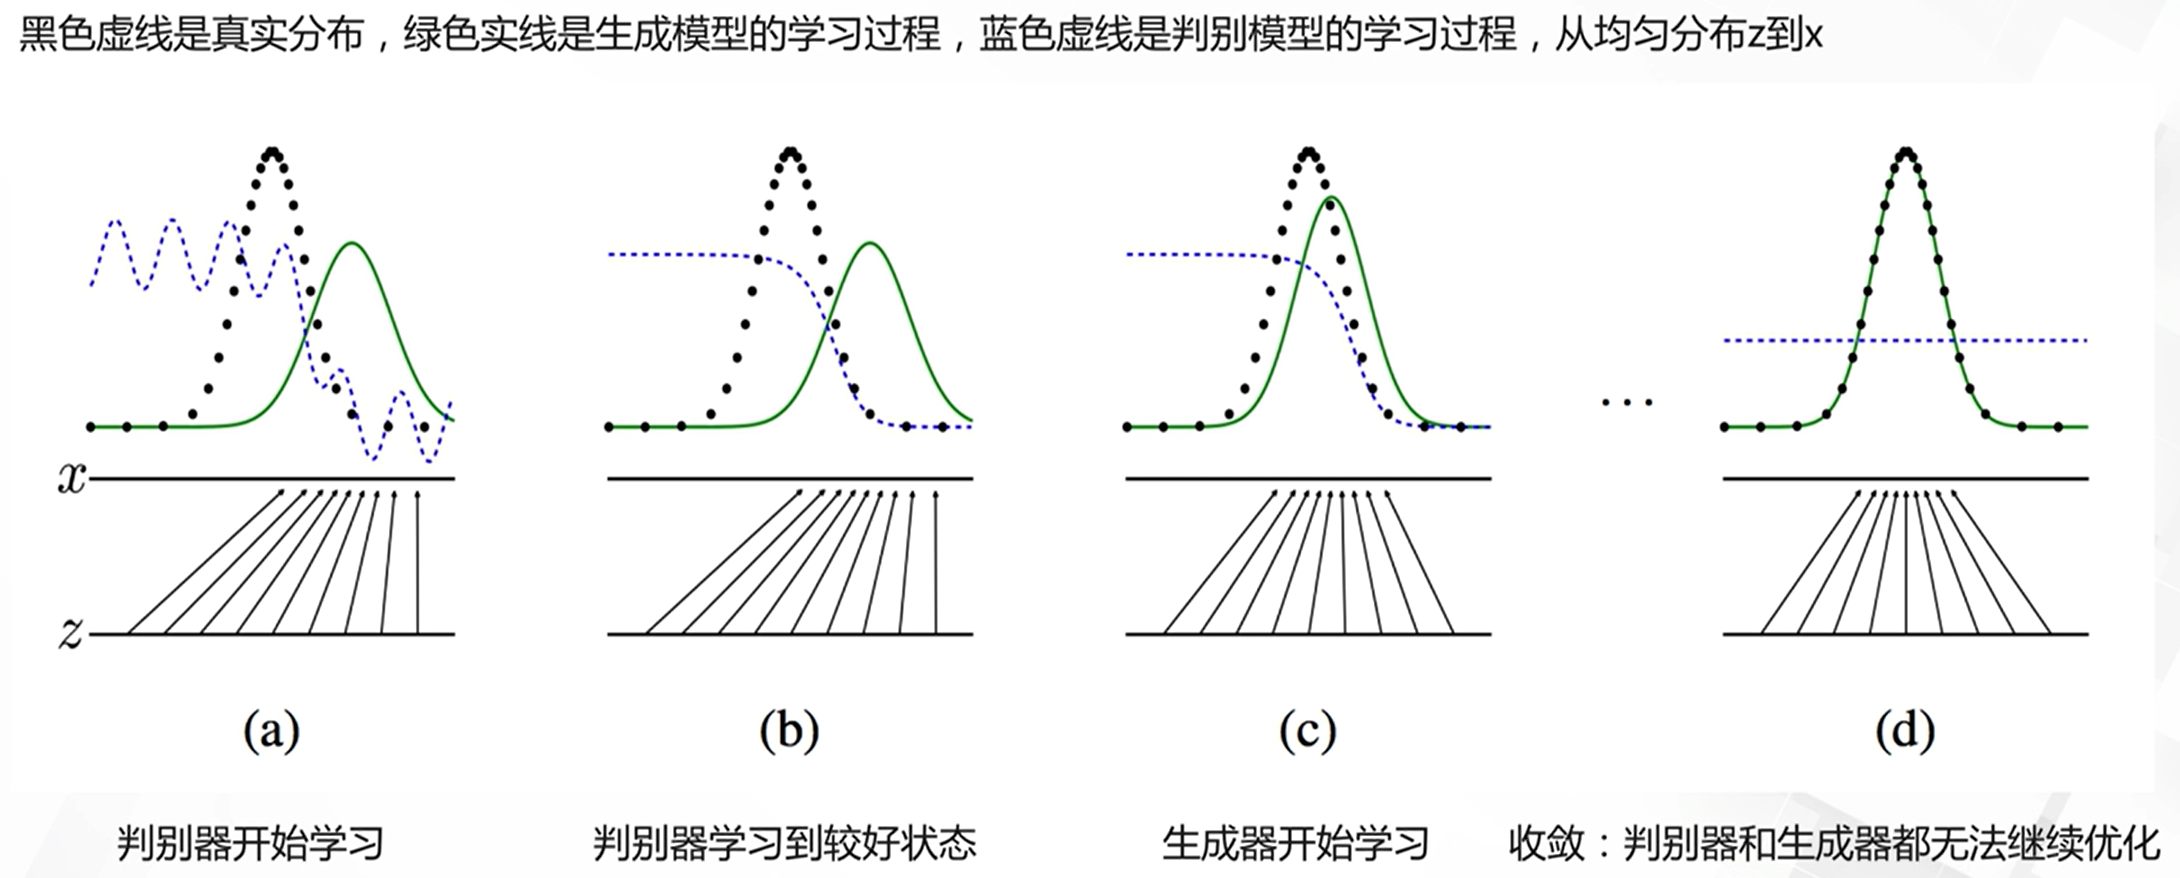 黑色虚线是真实分布，绿色实线是生成模型的学习过程，蓝色虚线是判别模型的学习过程，从均匀分布z到x
...
x
z
(a) (b) (c) (d)
判别器开始学习 判别器学习到较好状态 生成器开始学习 收敛：判别器和生成器都无法继续优化